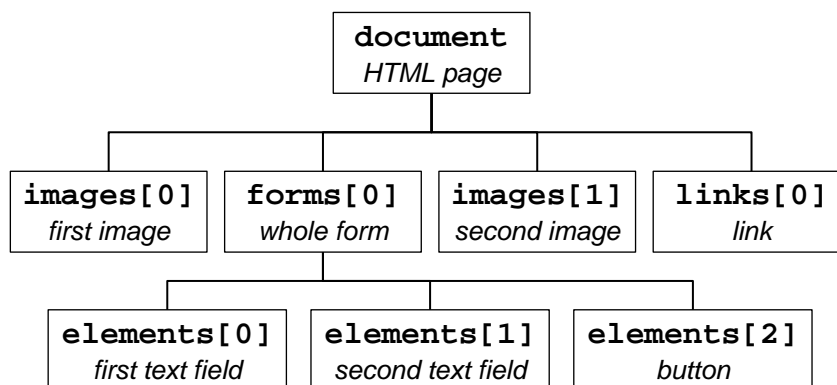 document
HTML page
images[0]
first image
forms[0]
whole form
images[1]
second image
links[0]
link
elements[0]
first text field
elements[1]
second text field
elements[2]
button